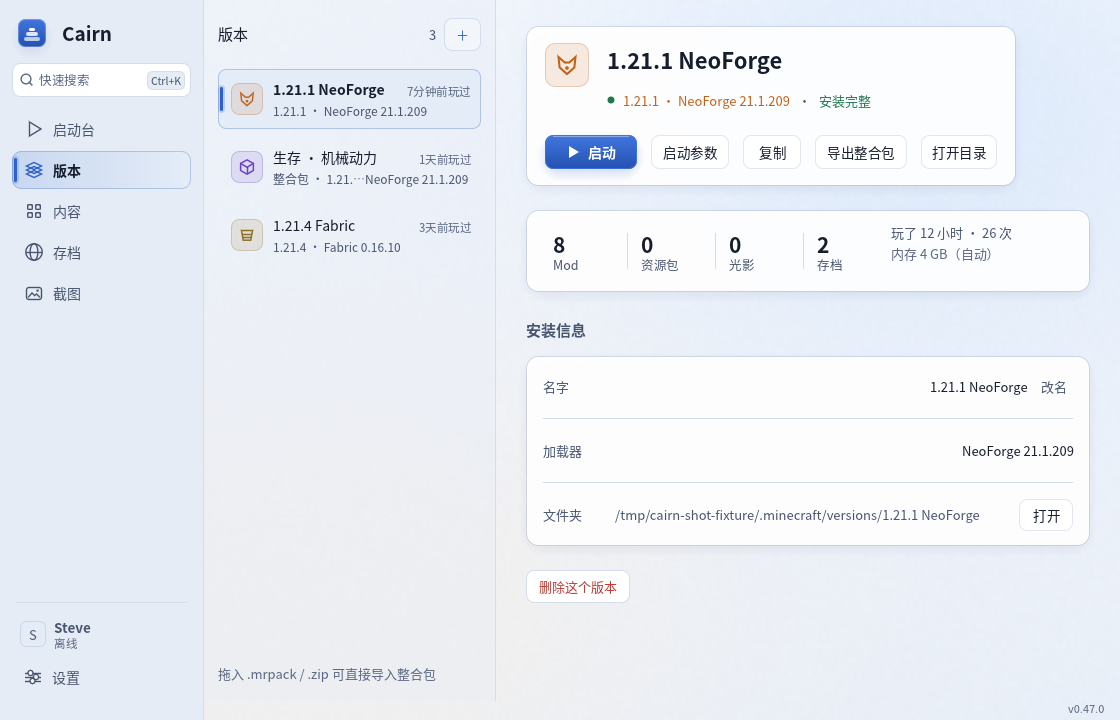 Cairn
快速搜索 Ctrl+K
启动台
版本
内容
存档
截图
S Steve
离线
设置
版本 3 +
1.21.1 NeoForge 7分钟前玩过
1.21.1 · NeoForge 21.1.209
生存 · 机械动力 1天前玩过
整合包 · 1.21.…NeoForge 21.1.209
1.21.4 Fabric 3天前玩过
1.21.4 · Fabric 0.16.10
拖入 .mrpack / .zip 可直接导入整合包
1.21.1 NeoForge
1.21.1 · NeoForge 21.1.209 · 安装完整
启动 启动参数 复制 导出整合包 打开目录
8 0 0 2
Mod 资源包 光影 存档
玩了 12 小时 · 26 次
内存 4 GB（自动）
安装信息
名字 1.21.1 NeoForge 改名
加载器 NeoForge 21.1.209
文件夹 /tmp/cairn-shot-fixture/.minecraft/versions/1.21.1 NeoForge 打开
删除这个版本
v0.47.0